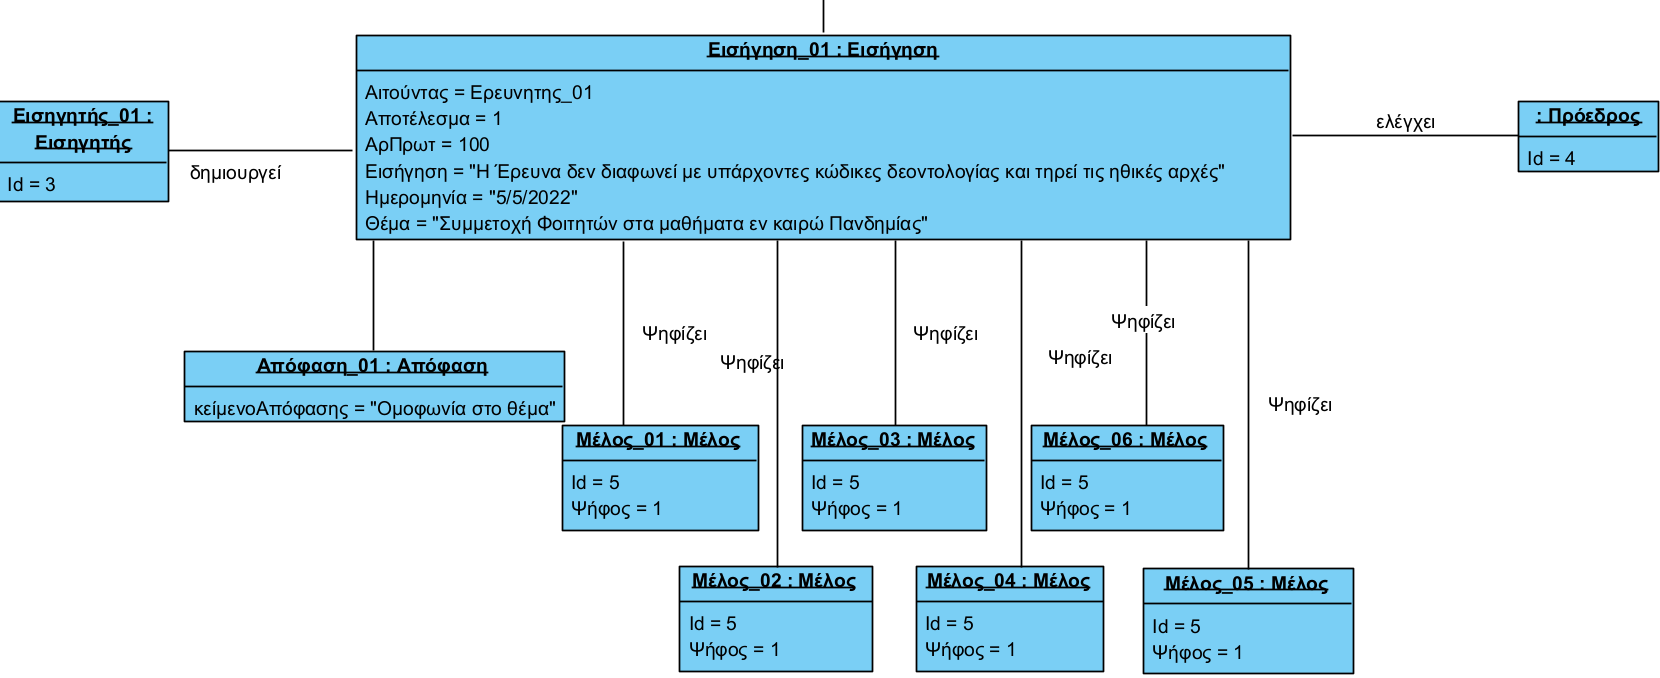 Εισήγηση_01 : Εισήγηση
Αιτούντας = Ερευνητης_01
Αποτέλεσμα = 1
ΑρΠρωτ = 100
Εισήγηση = "Η Έρευνα δεν διαφωνεί με υπάρχοντες κώδικες δεοντολογίας και τηρεί τις ηθικές αρχές"
Ημερομηνία = "5/5/2022"
Θέμα = "Συμμετοχή Φοιτητών στα μαθήματα εν καιρώ Πανδημίας"
Εισηγητής_01 :
Εισηγητής
Id = 3
δημιουργεί
ελέγχει
: Πρόεδρος
Id = 4
Απόφαση_01 : Απόφαση
κείμενοΑπόφασης = "Ομοφωνία στο θέμα"
Ψηφίζει
Ψηφίζει
Ψηφίζει
Ψηφίζει
Ψηφίζει
Ψηφίζει
Μέλος_01 : Μέλος
Id = 5
Ψήφος = 1
Μέλος_03 : Μέλος
Id = 5
Ψήφος = 1
Μέλος_06 : Μέλος
Id = 5
Ψήφος = 1
Μέλος_02 : Μέλος
Id = 5
Ψήφος = 1
Μέλος_04 : Μέλος
Id = 5
Ψήφος = 1
Μέλος_05 : Μέλος
Id = 5
Ψήφος = 1